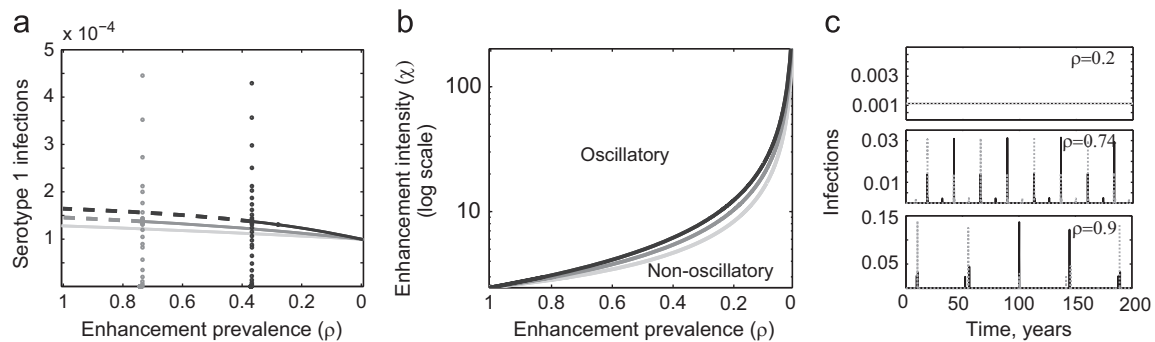 a
× 10⁻⁴
5
4
3
2
1
Serotype 1 infections
1 0.8 0.6 0.4 0.2 0
Enhancement prevalence (ρ)
b
100
10
Enhancement intensity (χ)
(log scale)
Oscillatory
Non-oscillatory
1 0.8 0.6 0.4 0.2 0
Enhancement prevalence (ρ)
c
ρ=0.2
0.003
0.001
ρ=0.74
0.03
0.01
ρ=0.9
0.15
0.05
Infections
0 50 100 150 200
Time, years